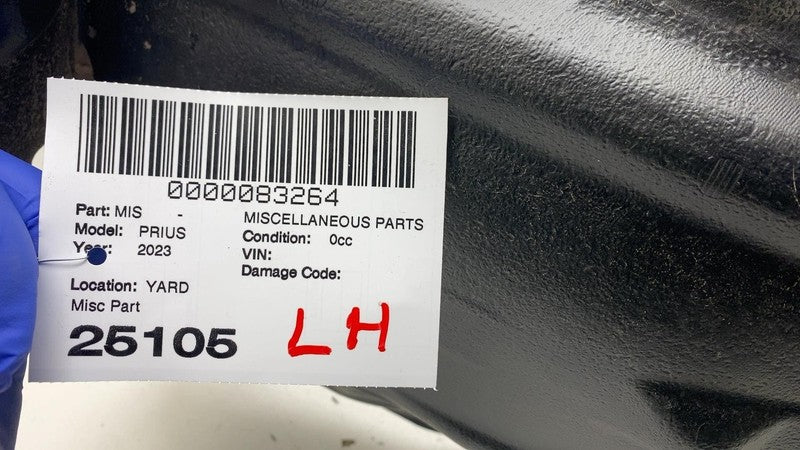 0000083264
Part: MIS - MISCELLANEOUS PARTS
Model: PRIUS Condition: 0cc
Year: 2023 VIN:
Damage Code:
Location: YARD
Misc Part
25105 LH